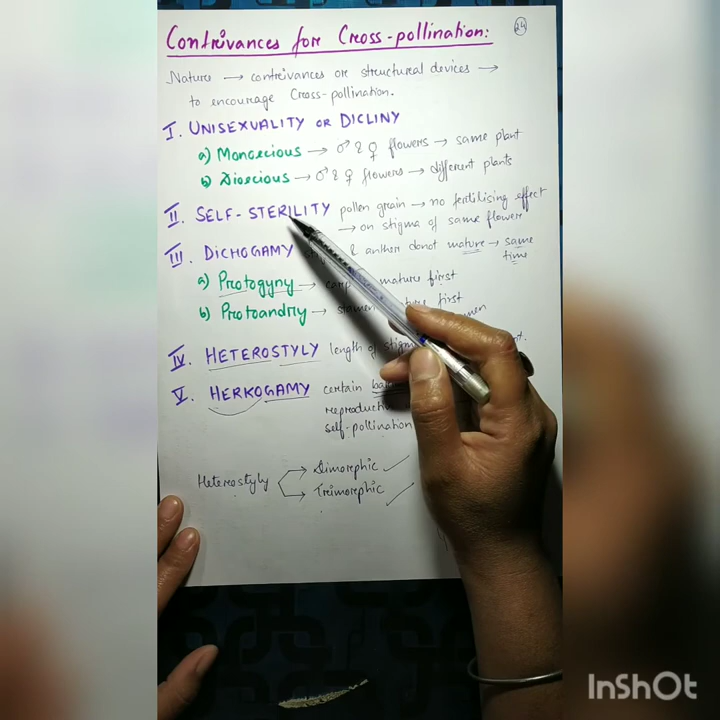 Contrivances for Cross-pollination:
24
Nature → contrivances or structural devices →
to encourage Cross-pollination.
I. UNISEXUALITY OR DICLINY
a) Monoecious → ♂ & ♀ flowers → same plant
b) Dioecious → ♂ & ♀ flowers → different plants
II. SELF-STERILITY pollen grain → no fertilising effect
→ on stigma of same flower
III. DICHOGAMY & anther donot mature → same
time
a) Protogyny → mature first
b) Protoandry → first
IV. HETEROSTYLY length of
V. HERKOGAMY certain
self-pollination
Heterostyly
Dimorphic ✓
Trimorphic ✓
InShOt